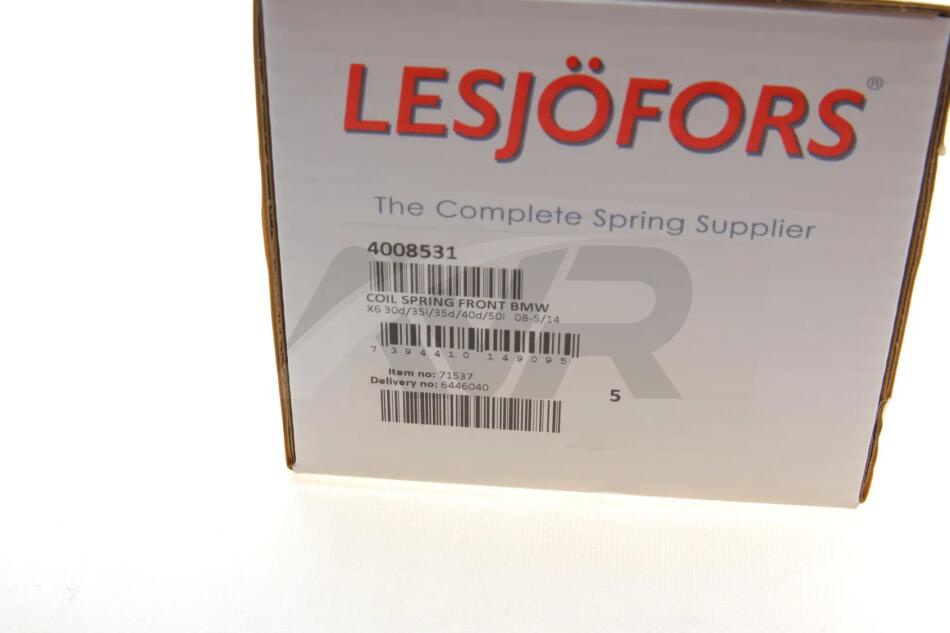 LESJÖFORS®
The Complete Spring Supplier
4008531
COIL SPRING FRONT BMW
X6 30d/35i/35d/40d/50i 08-5/14
7 394410 149095
Item no: 71537
Delivery no: 6446040
5